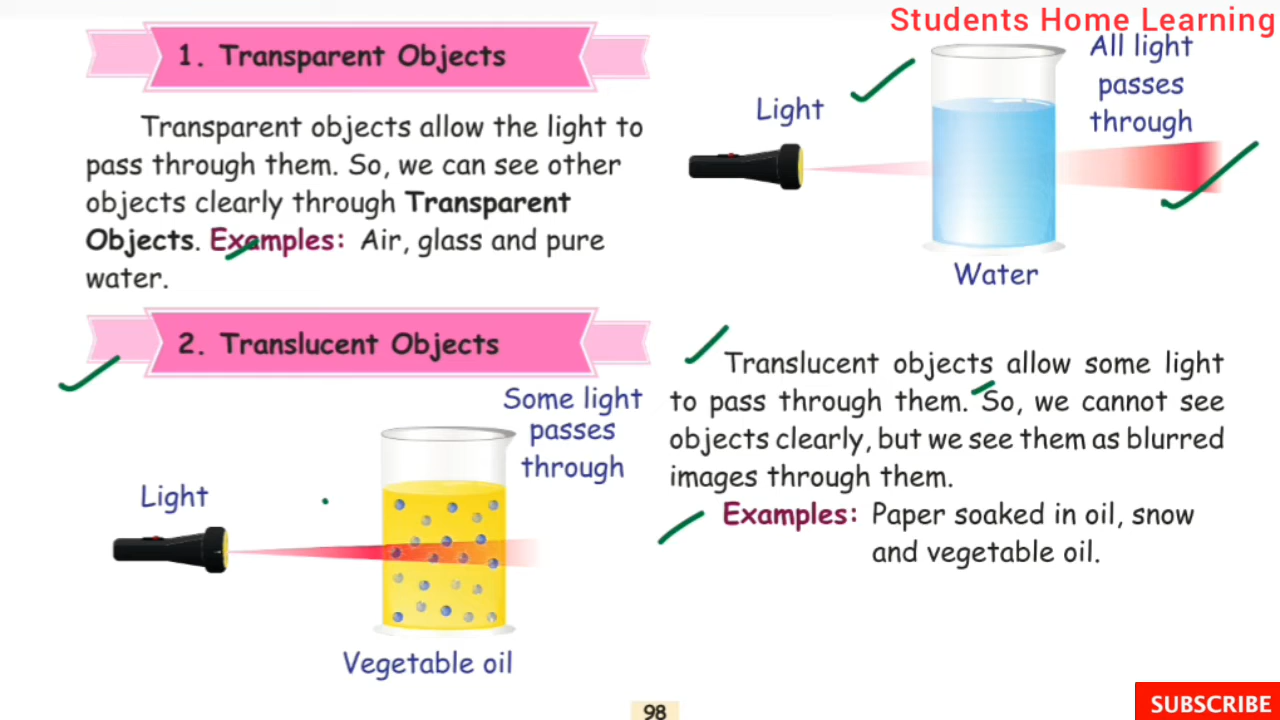 Students Home Learning
1. Transparent Objects
Transparent objects allow the light to
pass through them. So, we can see other
objects clearly through Transparent
Objects. Examples: Air, glass and pure
water.
Light
All light
passes
through
Water
2. Translucent Objects
Some light
passes
through
Light
Vegetable oil
Translucent objects allow some light
to pass through them. So, we cannot see
objects clearly, but we see them as blurred
images through them.
Examples: Paper soaked in oil, snow
and vegetable oil.
98
SUBSCRIBE